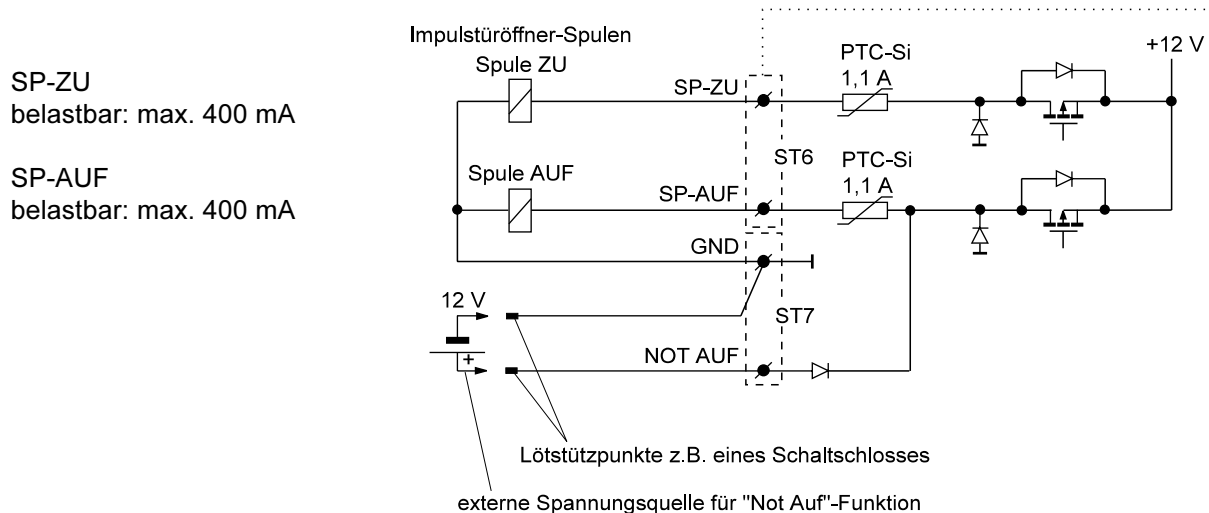 SP-ZU
belastbar: max. 400 mA
SP-AUF
belastbar: max. 400 mA
Impulstüröffner-Spulen
Spule ZU
SP-ZU
PTC-Si
1,1 A
+12 V
ST6
Spule AUF
SP-AUF
PTC-Si
1,1 A
GND
12 V
+
ST7
NOT AUF
Lötstützpunkte z.B. eines Schaltschlosses
externe Spannungsquelle für "Not Auf"-Funktion